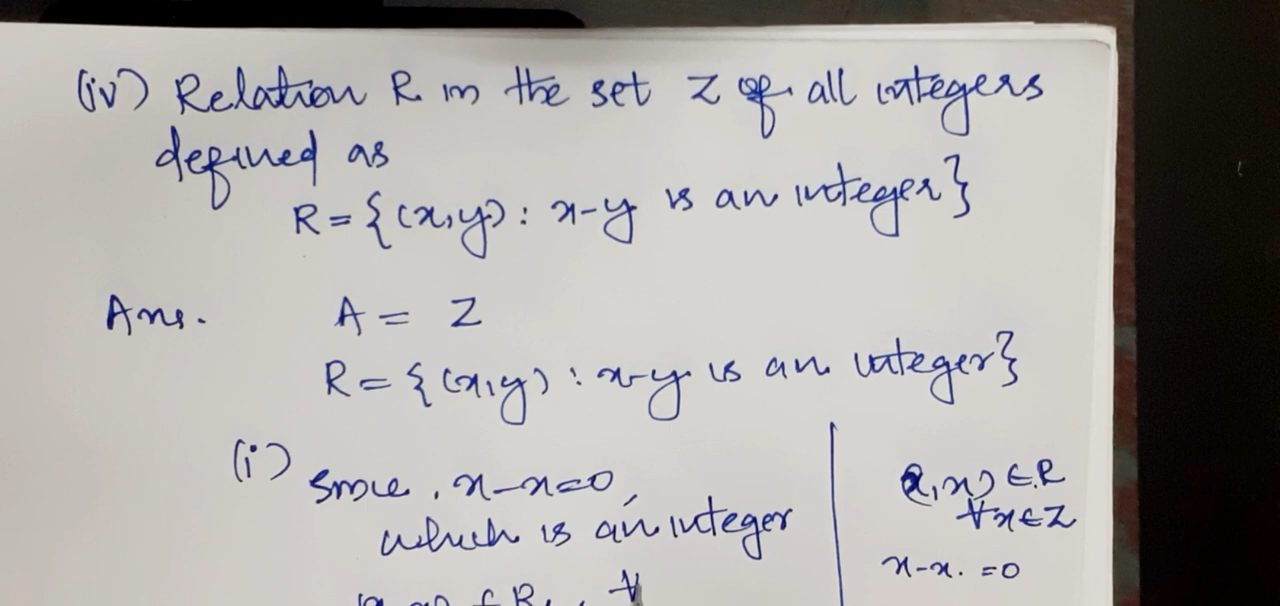 (iv) Relation R in the set Z of all integers
defined as
R = {(x,y) : x-y is an integer}
Ans. A = Z
R = {(x,y) : x-y is an integer}
(i) Since, x-x=0,
which is an integer
(x,x) ∈ R, ∀
(x,x) ∈ R
∀x∈Z
x-x. =0